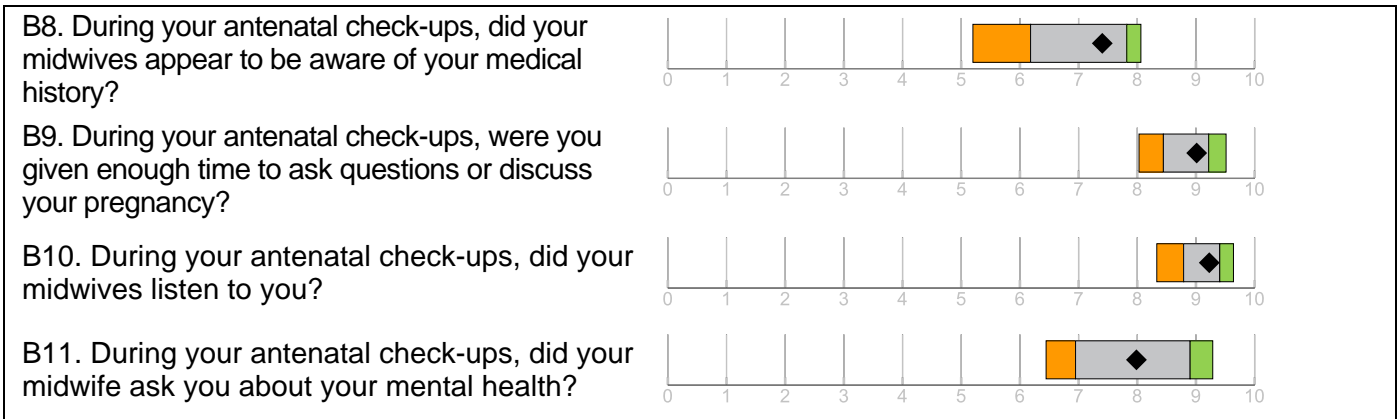 B8. During your antenatal check-ups, did your
midwives appear to be aware of your medical
history?
0 1 2 3 4 5 6 7 8 9 10
B9. During your antenatal check-ups, were you
given enough time to ask questions or discuss
your pregnancy?
0 1 2 3 4 5 6 7 8 9 10
B10. During your antenatal check-ups, did your
midwives listen to you?
0 1 2 3 4 5 6 7 8 9 10
B11. During your antenatal check-ups, did your
midwife ask you about your mental health?
0 1 2 3 4 5 6 7 8 9 10